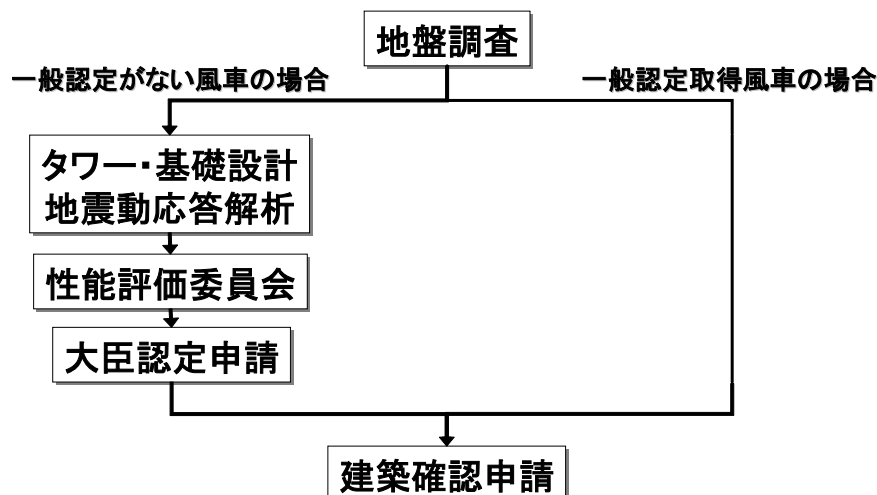 地盤調査
一般認定がない風車の場合
一般認定取得風車の場合
タワー・基礎設計
地震動応答解析
性能評価委員会
大臣認定申請
建築確認申請